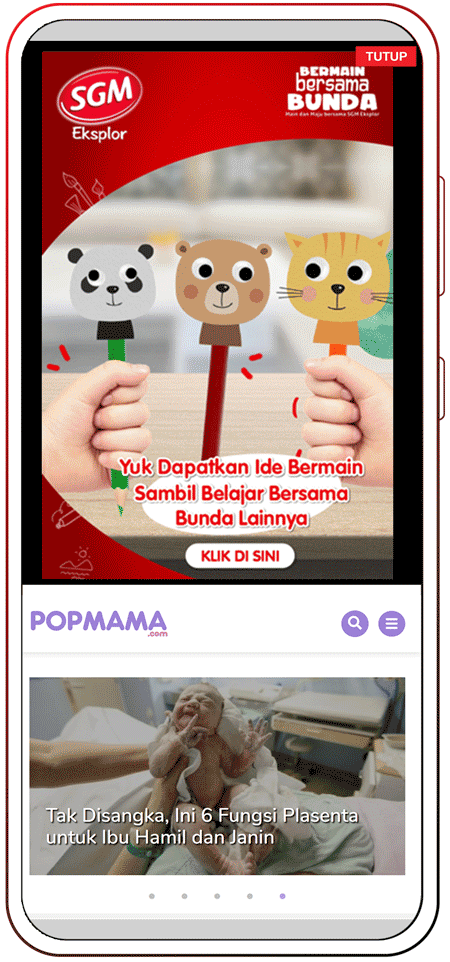 TUTUP
SGM
Eksplor
BERMAIN
bersama
BUNDA
Main dan Maju bersama SGM Eksplor
Yuk Dapatkan Ide Bermain
Sambil Belajar Bersama
Bunda Lainnya
KLIK DI SINI
POPMAMA
.com
Tak Disangka, Ini 6 Fungsi Plasenta
untuk Ibu Hamil dan Janin